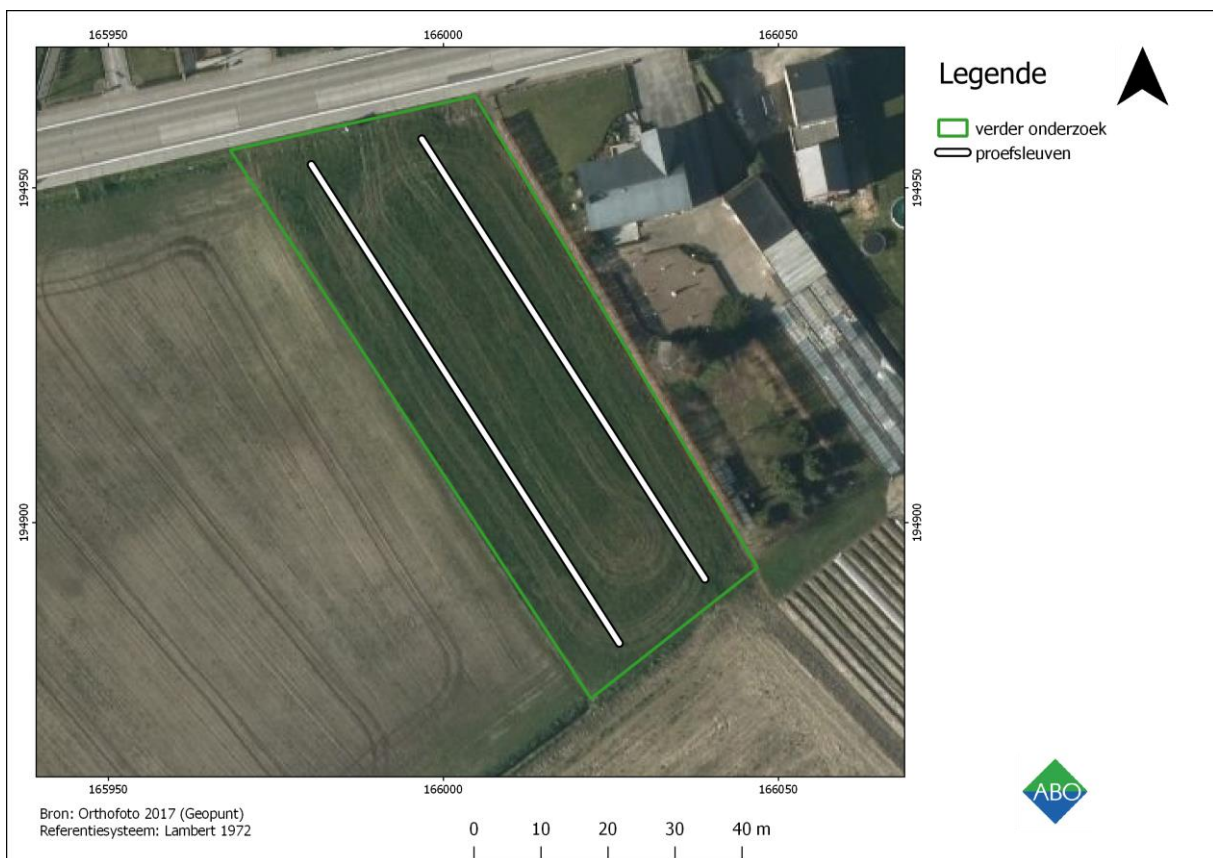 165950 166000 166050
Legende
verder onderzoek
proefsleuven
194950 194950
194900 194900
165950 166000 166050
Bron: Orthofoto 2017 (Geopunt)
Referentiesysteem: Lambert 1972
0 10 20 30 40 m
ABO